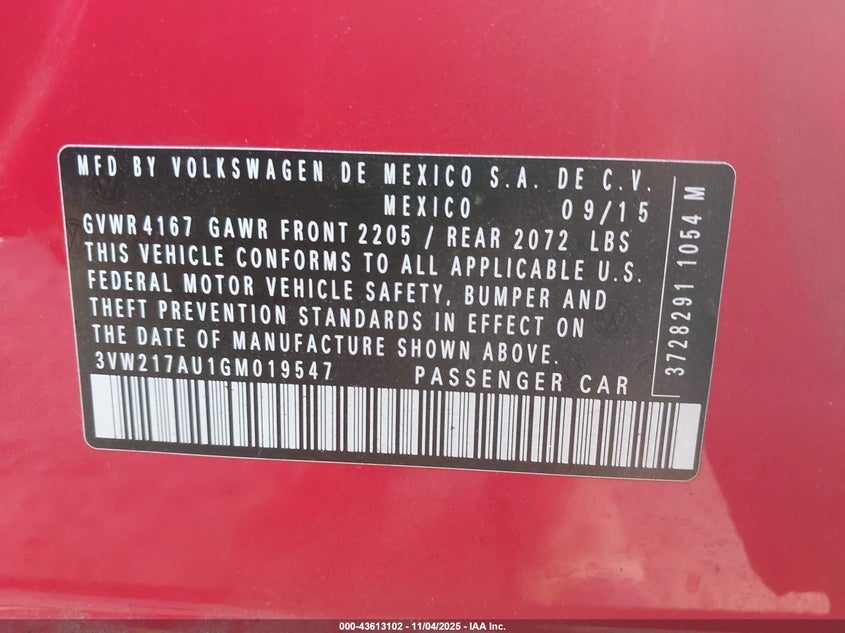 MFD BY VOLKSWAGEN DE MEXICO S.A. DE C.V.
MEXICO 09/15
GVWR 4167 GAWR FRONT 2205 / REAR 2072 LBS
THIS VEHICLE CONFORMS TO ALL APPLICABLE U.S.
FEDERAL MOTOR VEHICLE SAFETY, BUMPER AND
THEFT PREVENTION STANDARDS IN EFFECT ON
THE DATE OF MANUFACTURE SHOWN ABOVE.
3VW217AU1GM019547 PASSENGER CAR
3728291 1054 M
000-43613102 - 11/04/2025 - IAA Inc.